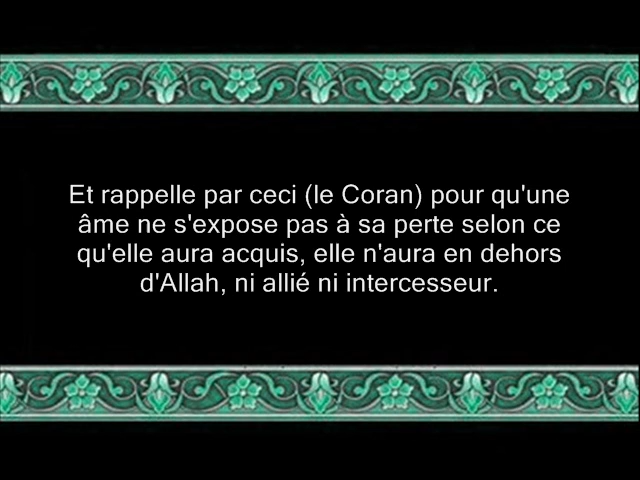 Et rappelle par ceci (le Coran) pour qu'une
âme ne s'expose pas à sa perte selon ce
qu'elle aura acquis, elle n'aura en dehors
d'Allah, ni allié ni intercesseur.